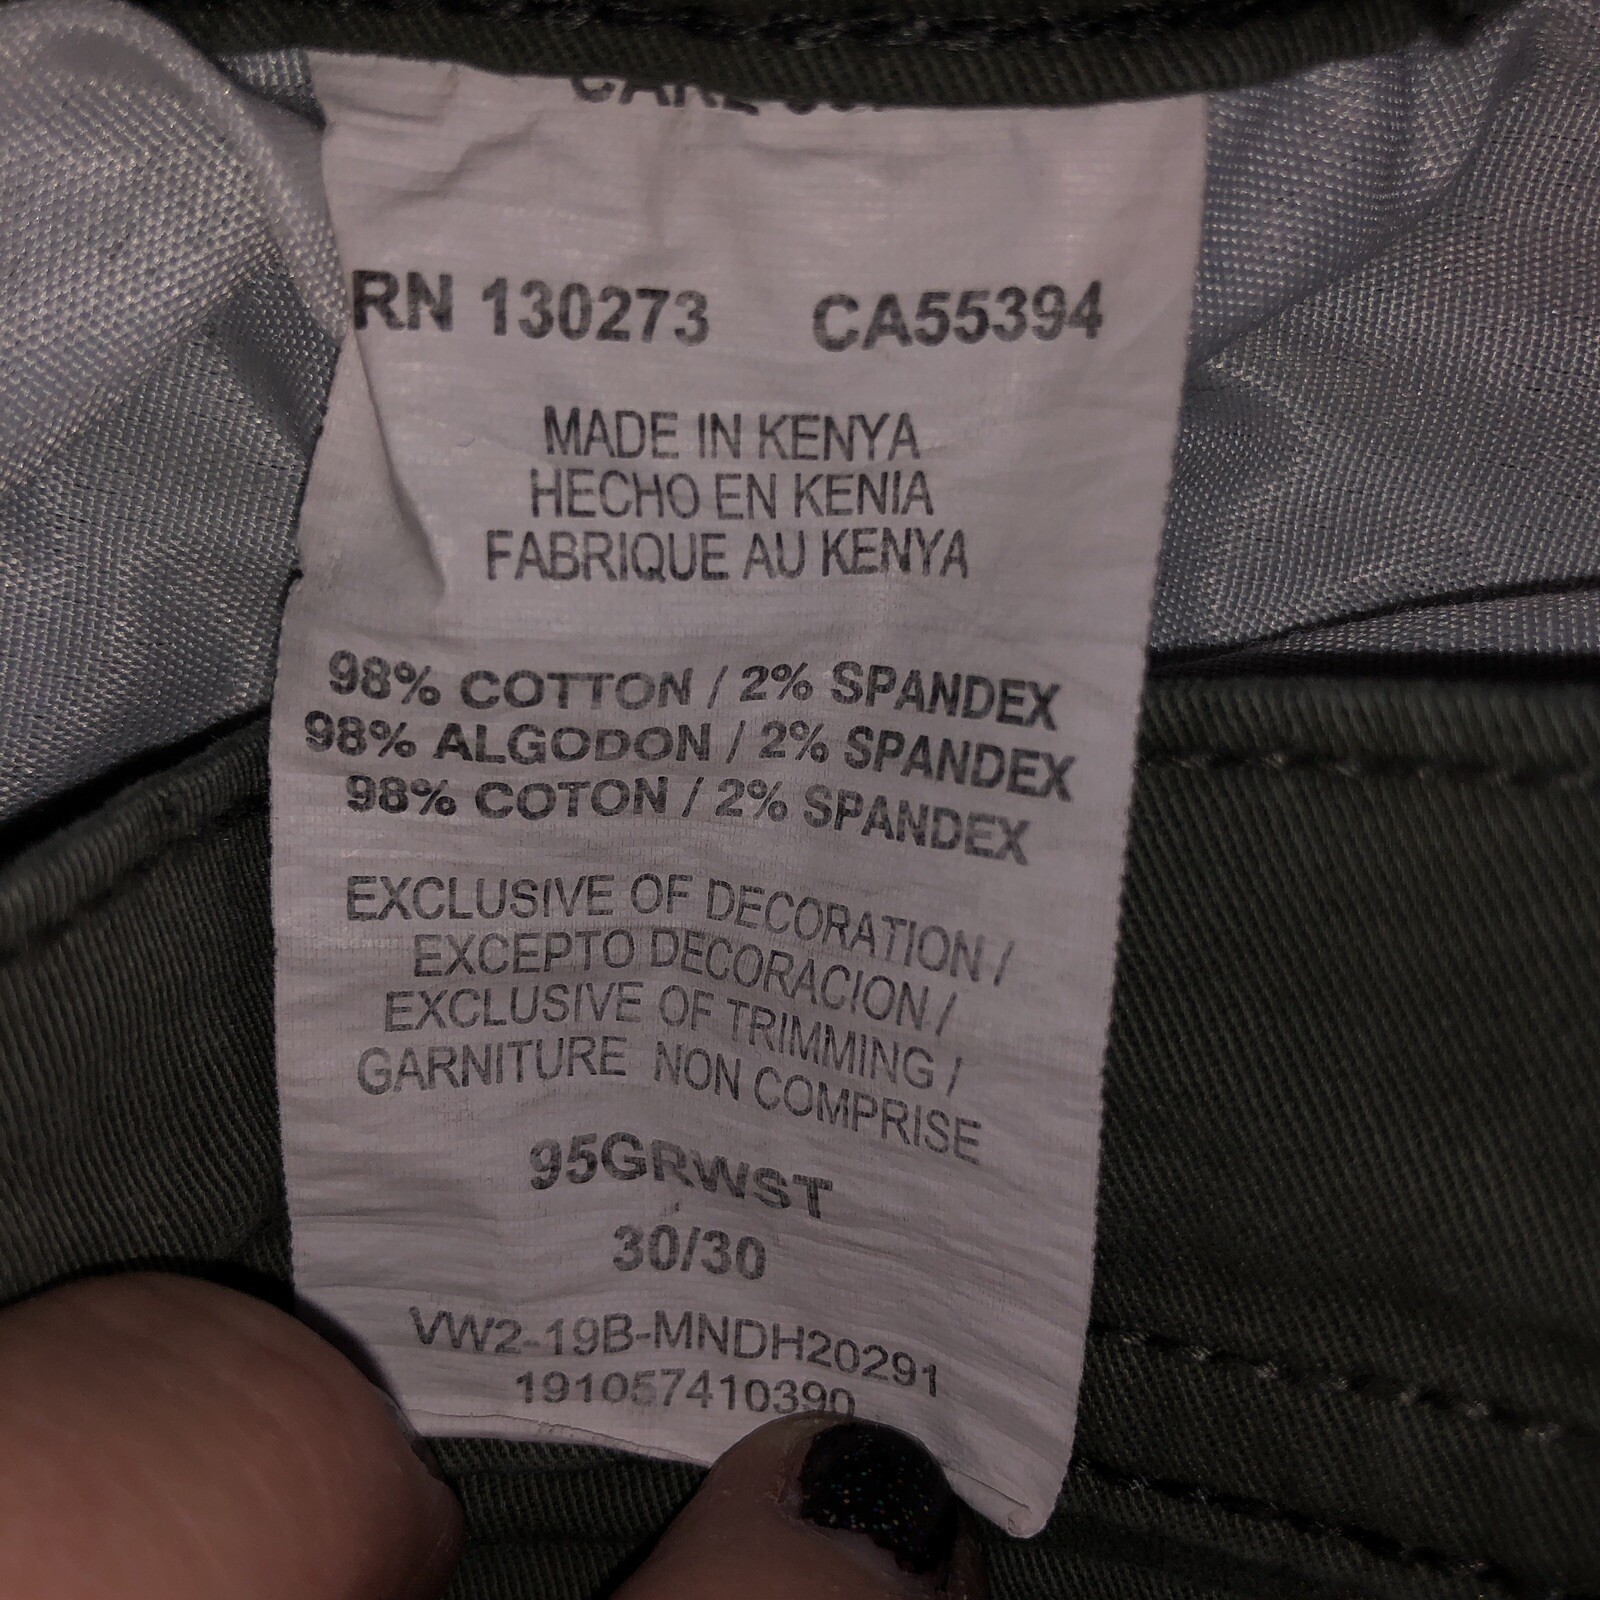 RN 130273 CA55394
MADE IN KENYA
HECHO EN KENIA
FABRIQUE AU KENYA
98% COTTON / 2% SPANDEX
98% ALGODON / 2% SPANDEX
98% COTON / 2% SPANDEX
EXCLUSIVE OF DECORATION /
EXCEPTO DECORACION /
EXCLUSIVE OF TRIMMING /
GARNITURE NON COMPRISE
95GRWST
30/30
VW2-19B-MNDH20291
191057410390